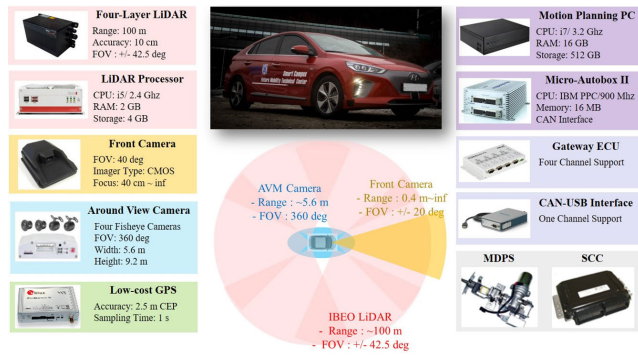 Four-Layer LiDAR
Range: 100 m
Accuracy: 10 cm
FOV : +/- 42.5 deg
LiDAR Processor
CPU: i5/ 2.4 Ghz
RAM: 2 GB
Storage: 4 GB
Front Camera
FOV: 40 deg
Imager Type: CMOS
Focus: 40 cm ~ inf
Around View Camera
Four Fisheye Cameras
FOV: 360 deg
Width: 5.6 m
Height: 9.2 m
Low-cost GPS
Accuracy: 2.5 m CEP
Sampling Time: 1 s
Smart Campus
Future Mobility Technical Center
AVM Camera
- Range : ~5.6 m
- FOV : 360 deg
Front Camera
- Range : 0.4 m~inf
- FOV : +/- 20 deg
IBEO LiDAR
- Range : ~100 m
- FOV : +/- 42.5 deg
Motion Planning PC
CPU: i7/ 3.2 Ghz
RAM: 16 GB
Storage: 512 GB
Micro-Autobox II
CPU: IBM PPC/900 Mhz
Memory: 16 MB
CAN Interface
Gateway ECU
Four Channel Support
CAN-USB Interface
One Channel Support
MDPS
SCC